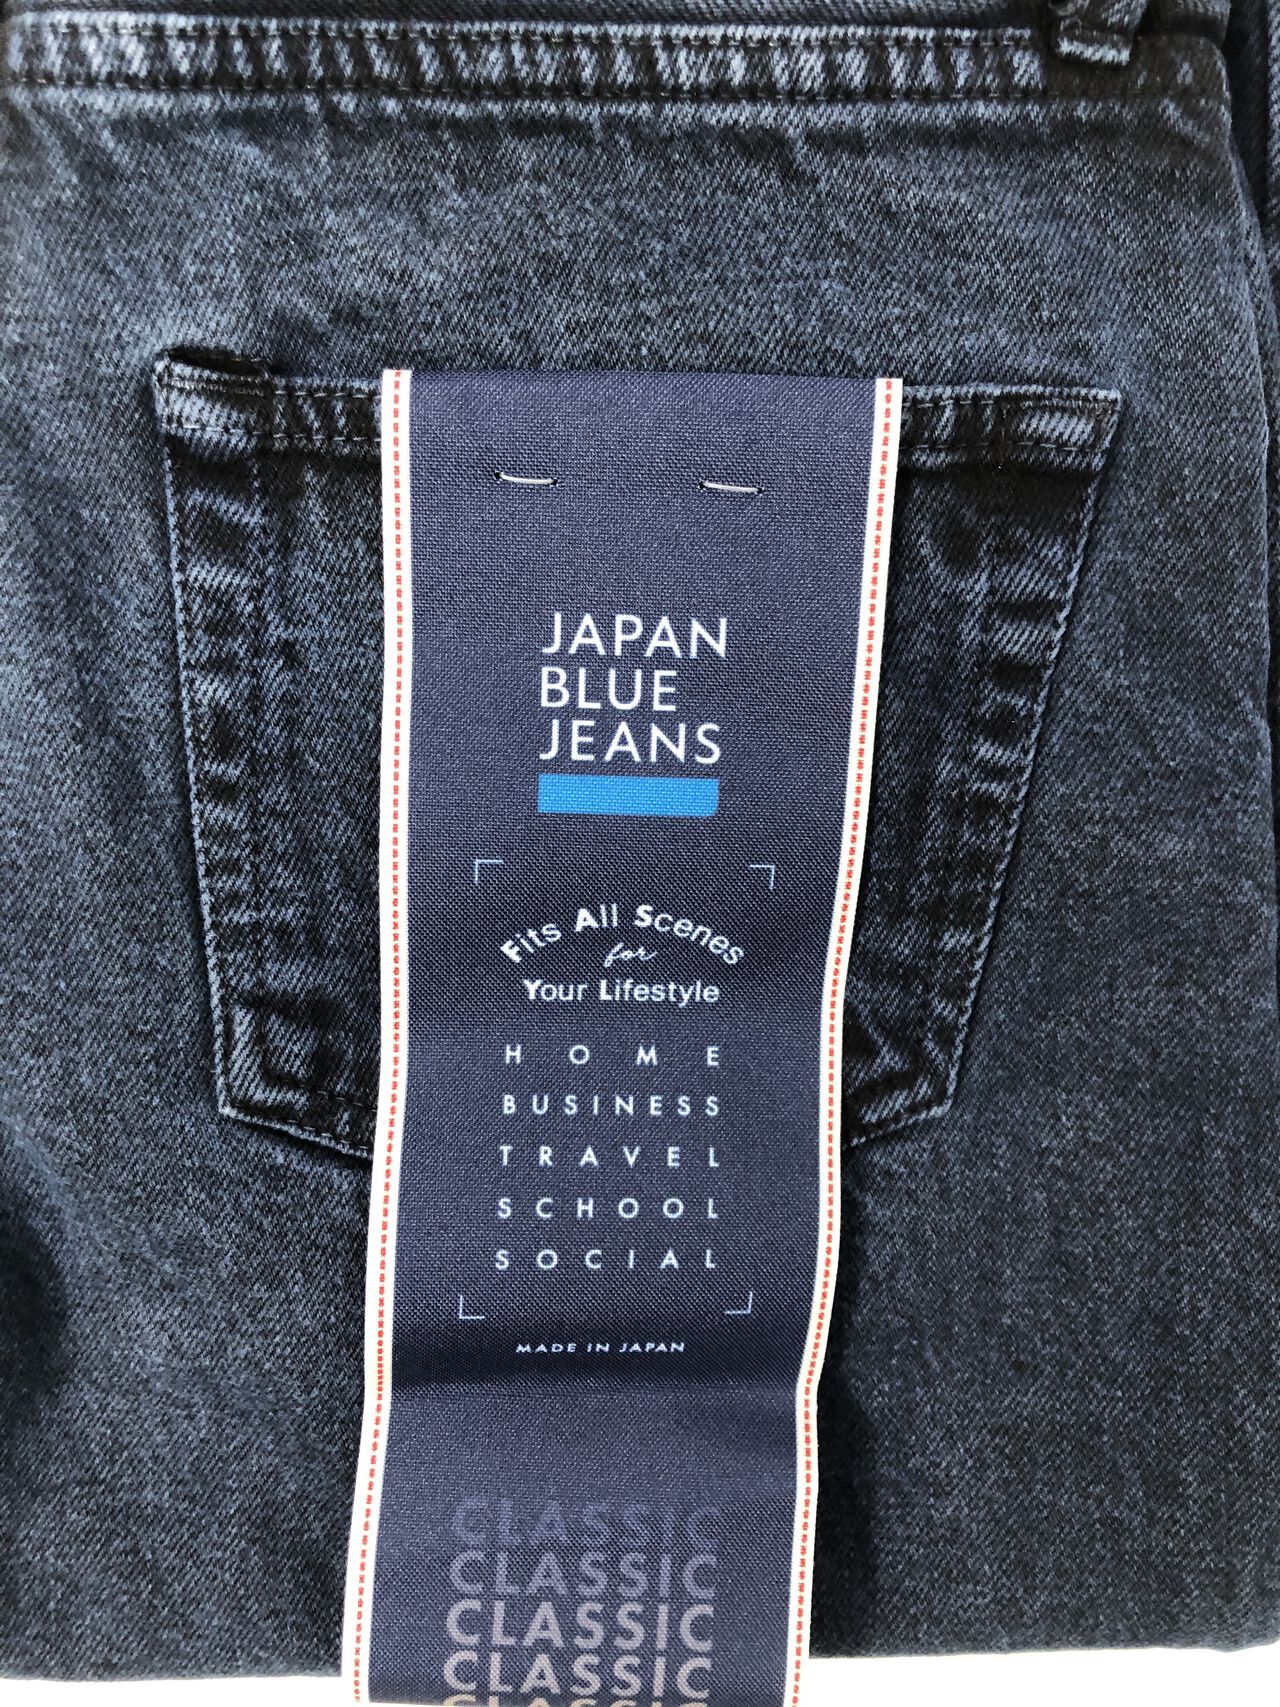 JAPAN
BLUE
JEANS
Fits All Scenes
for
Your Lifestyle
HOME
BUSINESS
TRAVEL
SCHOOL
SOCIAL
MADE IN JAPAN
CLASSIC
CLASSIC
CLASSIC
CLASSIC
CLASSIC